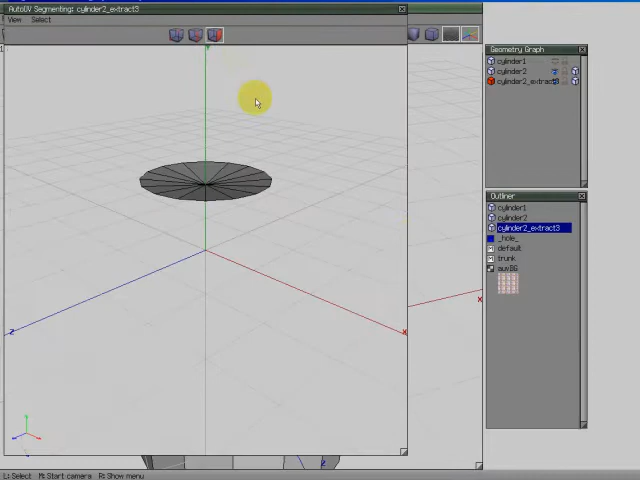 AutoUV Segmenting: cylinder2_extract3
View Select
Geometry Graph
cylinder1
cylinder2
Outliner
cylinder1
cylinder2
cylinder2_extract3
_hole_
default
trunk
auvBG
Z
X
X
Z
L: Select M: Start camera R: Show menu